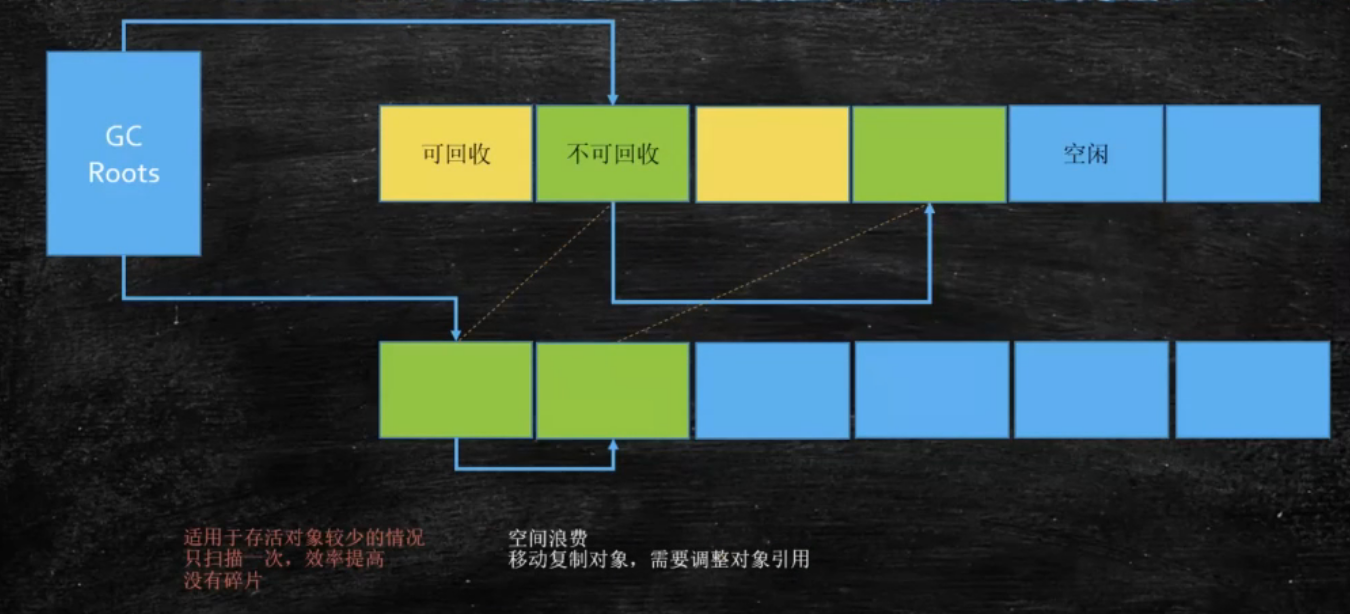 GC
Roots
可回收
不可回收
空闲
适用于存活对象较少的情况
只扫描一次，效率提高
没有碎片
空间浪费
移动复制对象，需要调整对象引用